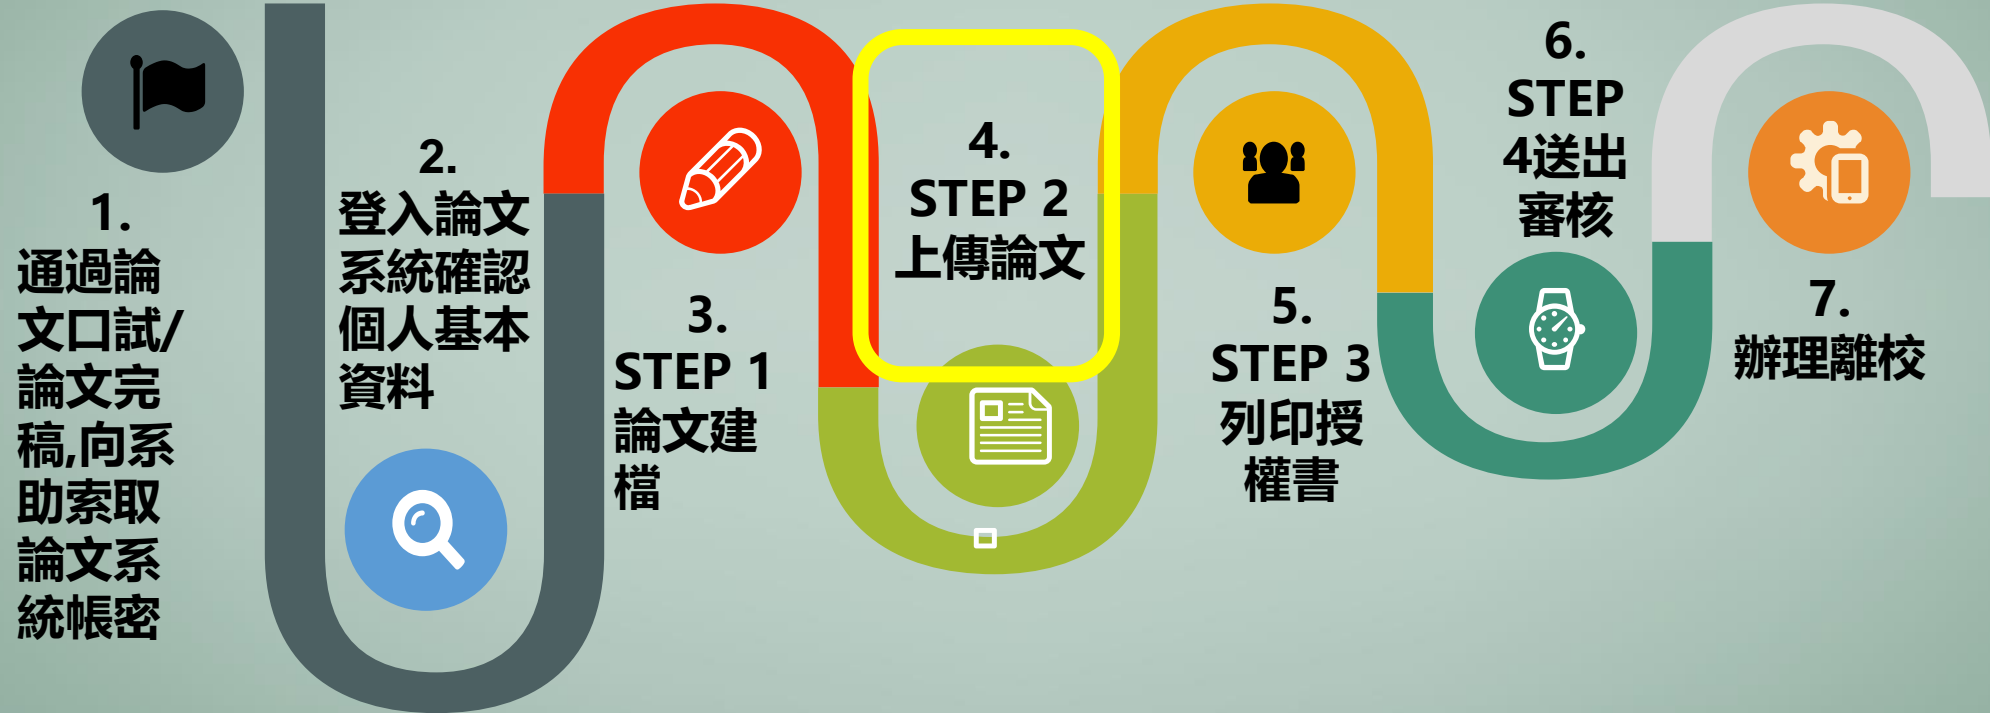 1.
通過論
文口試/
論文完
稿,向系
助索取
論文系
統帳密
2.
登入論文
系統確認
個人基本
資料
3.
STEP 1
論文建
檔
4.
STEP 2
上傳論文
5.
STEP 3
列印授
權書
6.
STEP
4送出
審核
7.
辦理離校